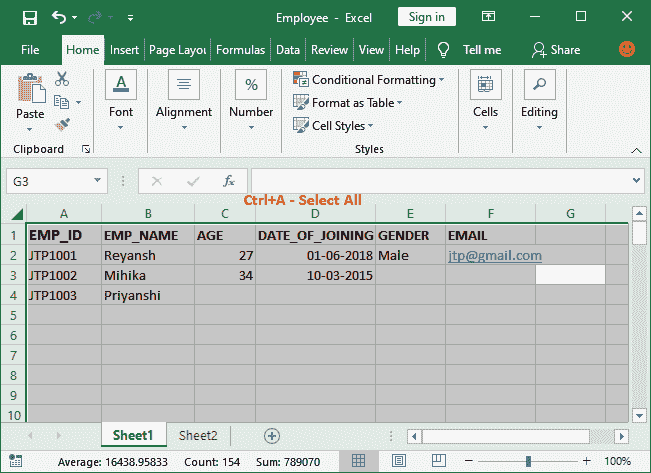 Employee - Excel
Sign in
File Home Insert Page Layou Formulas Data Review View Help Tell me Share
Paste
Clipboard
Font
Alignment
%
Number
Conditional Formatting
Format as Table
Cell Styles
Styles
Cells
Editing
G3
fx
Ctrl+A - Select All
A B C D E F G
1 EMP_ID EMP_NAME AGE DATE_OF_JOINING GENDER EMAIL
2 JTP1001 Reyansh 27 01-06-2018 Male jtp@gmail.com
3 JTP1002 Mihika 34 10-03-2015
4 JTP1003 Priyanshi
5
6
7
8
9
10
Sheet1 Sheet2
Average: 16438.95833 Count: 154 Sum: 789070 100%